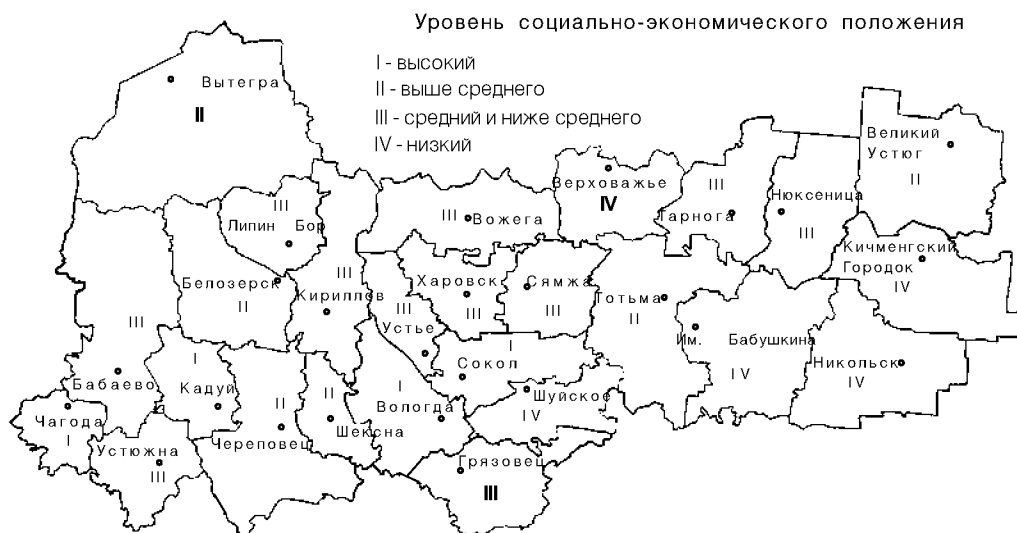 Уровень социально-экономического положения
I - высокий
II - выше среднего
III - средний и ниже среднего
IV - низкий
Вытегра
II
Великий
Устюг
II
Верховажье
IV
III
Тарнога
Нюксеница
III
III
Липин Бор
III
Вожега
Кичменгский
Городок
IV
Белозерск
II
III
Кириллов
Харовск
III
Сямжа
III
Тотьма
II
III
Устье
III
Бабаево
I
Кадуй
I
Сокол
Им. Бабушкина
IV
Никольск
IV
Чагода
I
II
Череповец
II
Шексна
I
Вологда
Шуйское
IV
Устюжна
III
Грязовец
III